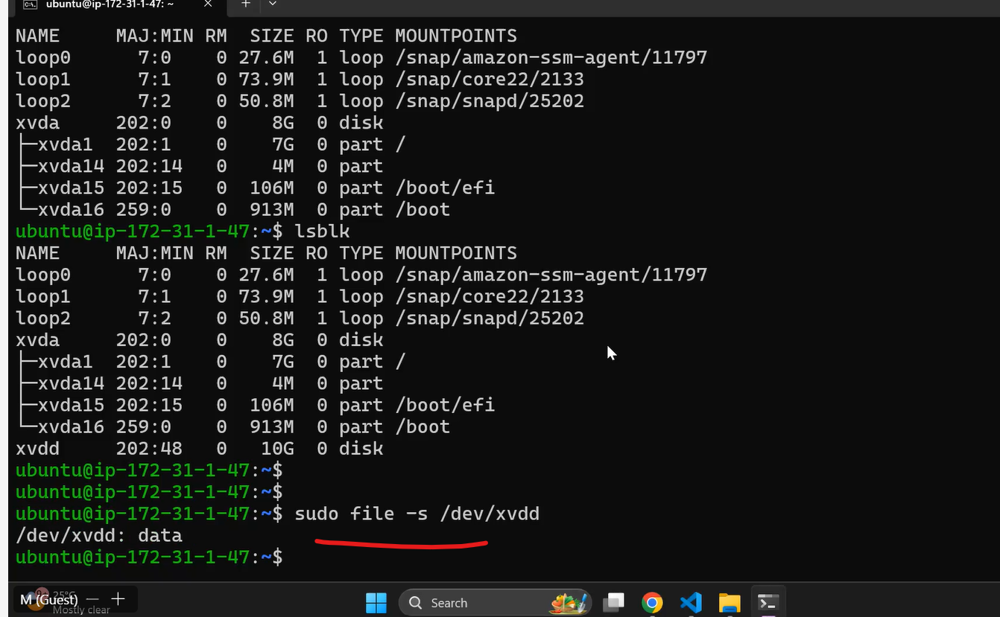 ubuntu@ip-172-31-1-47: ~
NAME MAJ:MIN RM SIZE RO TYPE MOUNTPOINTS
loop0 7:0 0 27.6M 1 loop /snap/amazon-ssm-agent/11797
loop1 7:1 0 73.9M 1 loop /snap/core22/2133
loop2 7:2 0 50.8M 1 loop /snap/snapd/25202
xvda 202:0 0 8G 0 disk
├─xvda1 202:1 0 7G 0 part /
├─xvda14 202:14 0 4M 0 part
├─xvda15 202:15 0 106M 0 part /boot/efi
└─xvda16 259:0 0 913M 0 part /boot
ubuntu@ip-172-31-1-47:~$ lsblk
NAME MAJ:MIN RM SIZE RO TYPE MOUNTPOINTS
loop0 7:0 0 27.6M 1 loop /snap/amazon-ssm-agent/11797
loop1 7:1 0 73.9M 1 loop /snap/core22/2133
loop2 7:2 0 50.8M 1 loop /snap/snapd/25202
xvda 202:0 0 8G 0 disk
├─xvda1 202:1 0 7G 0 part /
├─xvda14 202:14 0 4M 0 part
├─xvda15 202:15 0 106M 0 part /boot/efi
└─xvda16 259:0 0 913M 0 part /boot
xvdd 202:48 0 10G 0 disk
ubuntu@ip-172-31-1-47:~$
ubuntu@ip-172-31-1-47:~$
ubuntu@ip-172-31-1-47:~$ sudo file -s /dev/xvdd
/dev/xvdd: data
ubuntu@ip-172-31-1-47:~$
25°C
M (Guest)
Mostly clear
Search